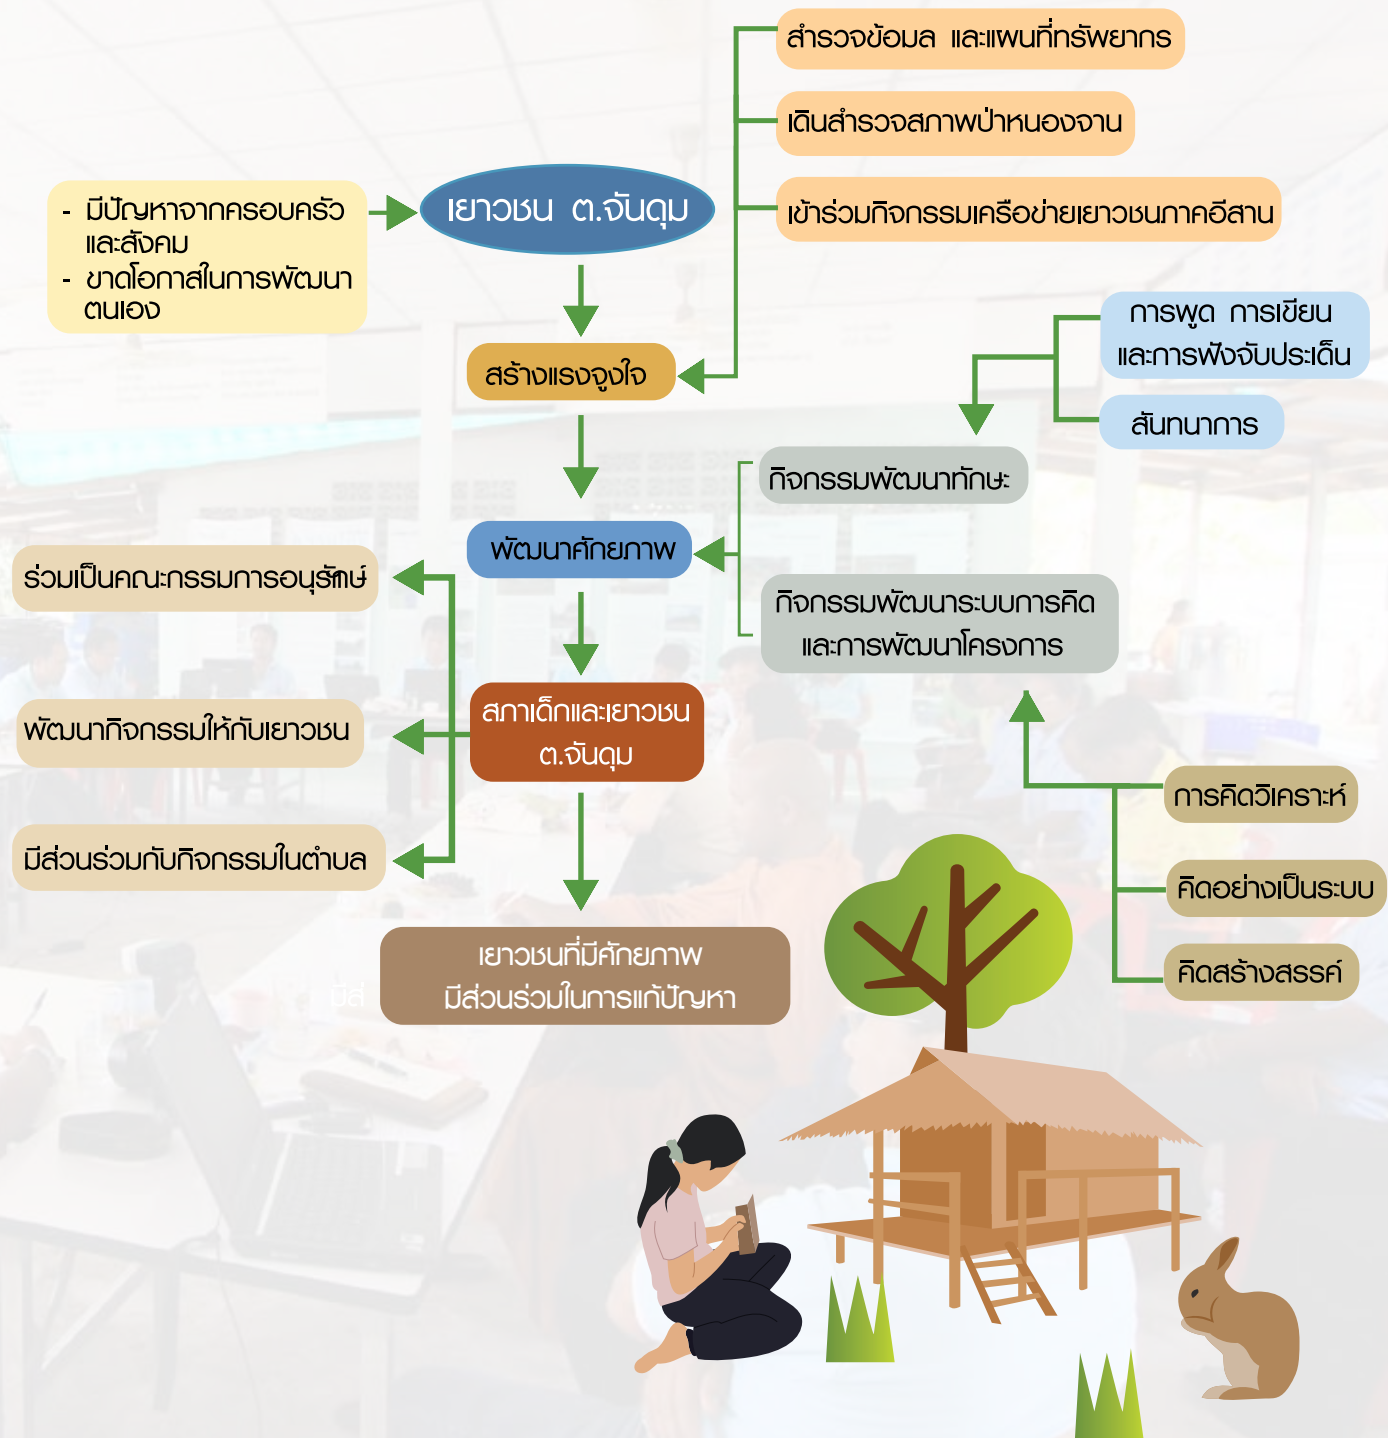 สำรวจข้อมล และแผนที่ทรัพยากร
เดินสำรวจสภาพป่าหนองจาน
เข้าร่วมกิจกรรมเครือข่ายเยาวชนภาคอีสาน
เยาวชน ต.จันดุม
- มีปัญหาจากครอบครัว
และสังคม
- ขาดโอกาสในการพัฒนา
ตนเอง
การพูด การเขียน
และการฟังจับประเด็น
สันทนาการ
สร้างแรงจูงใจ
กิจกรรมพัฒนาทักษะ
พัฒนาศักยภาพ
กิจกรรมพัฒนาระบบการคิด
และการพัฒนาโครงการ
ร่วมเป็นคณะกรรมการอนุรักษ์
พัฒนากิจกรรมให้กับเยาวชน
มีส่วนร่วมกับกิจกรรมในตำบล
สภาเด็กและเยาวชน
ต.จันดุม
การคิดวิเคราะห์
คิดอย่างเป็นระบบ
คิดสร้างสรรค์
เยาวชนที่มีศักยภาพ
มีส่วนร่วมในการแก้ปัญหา
มีส่